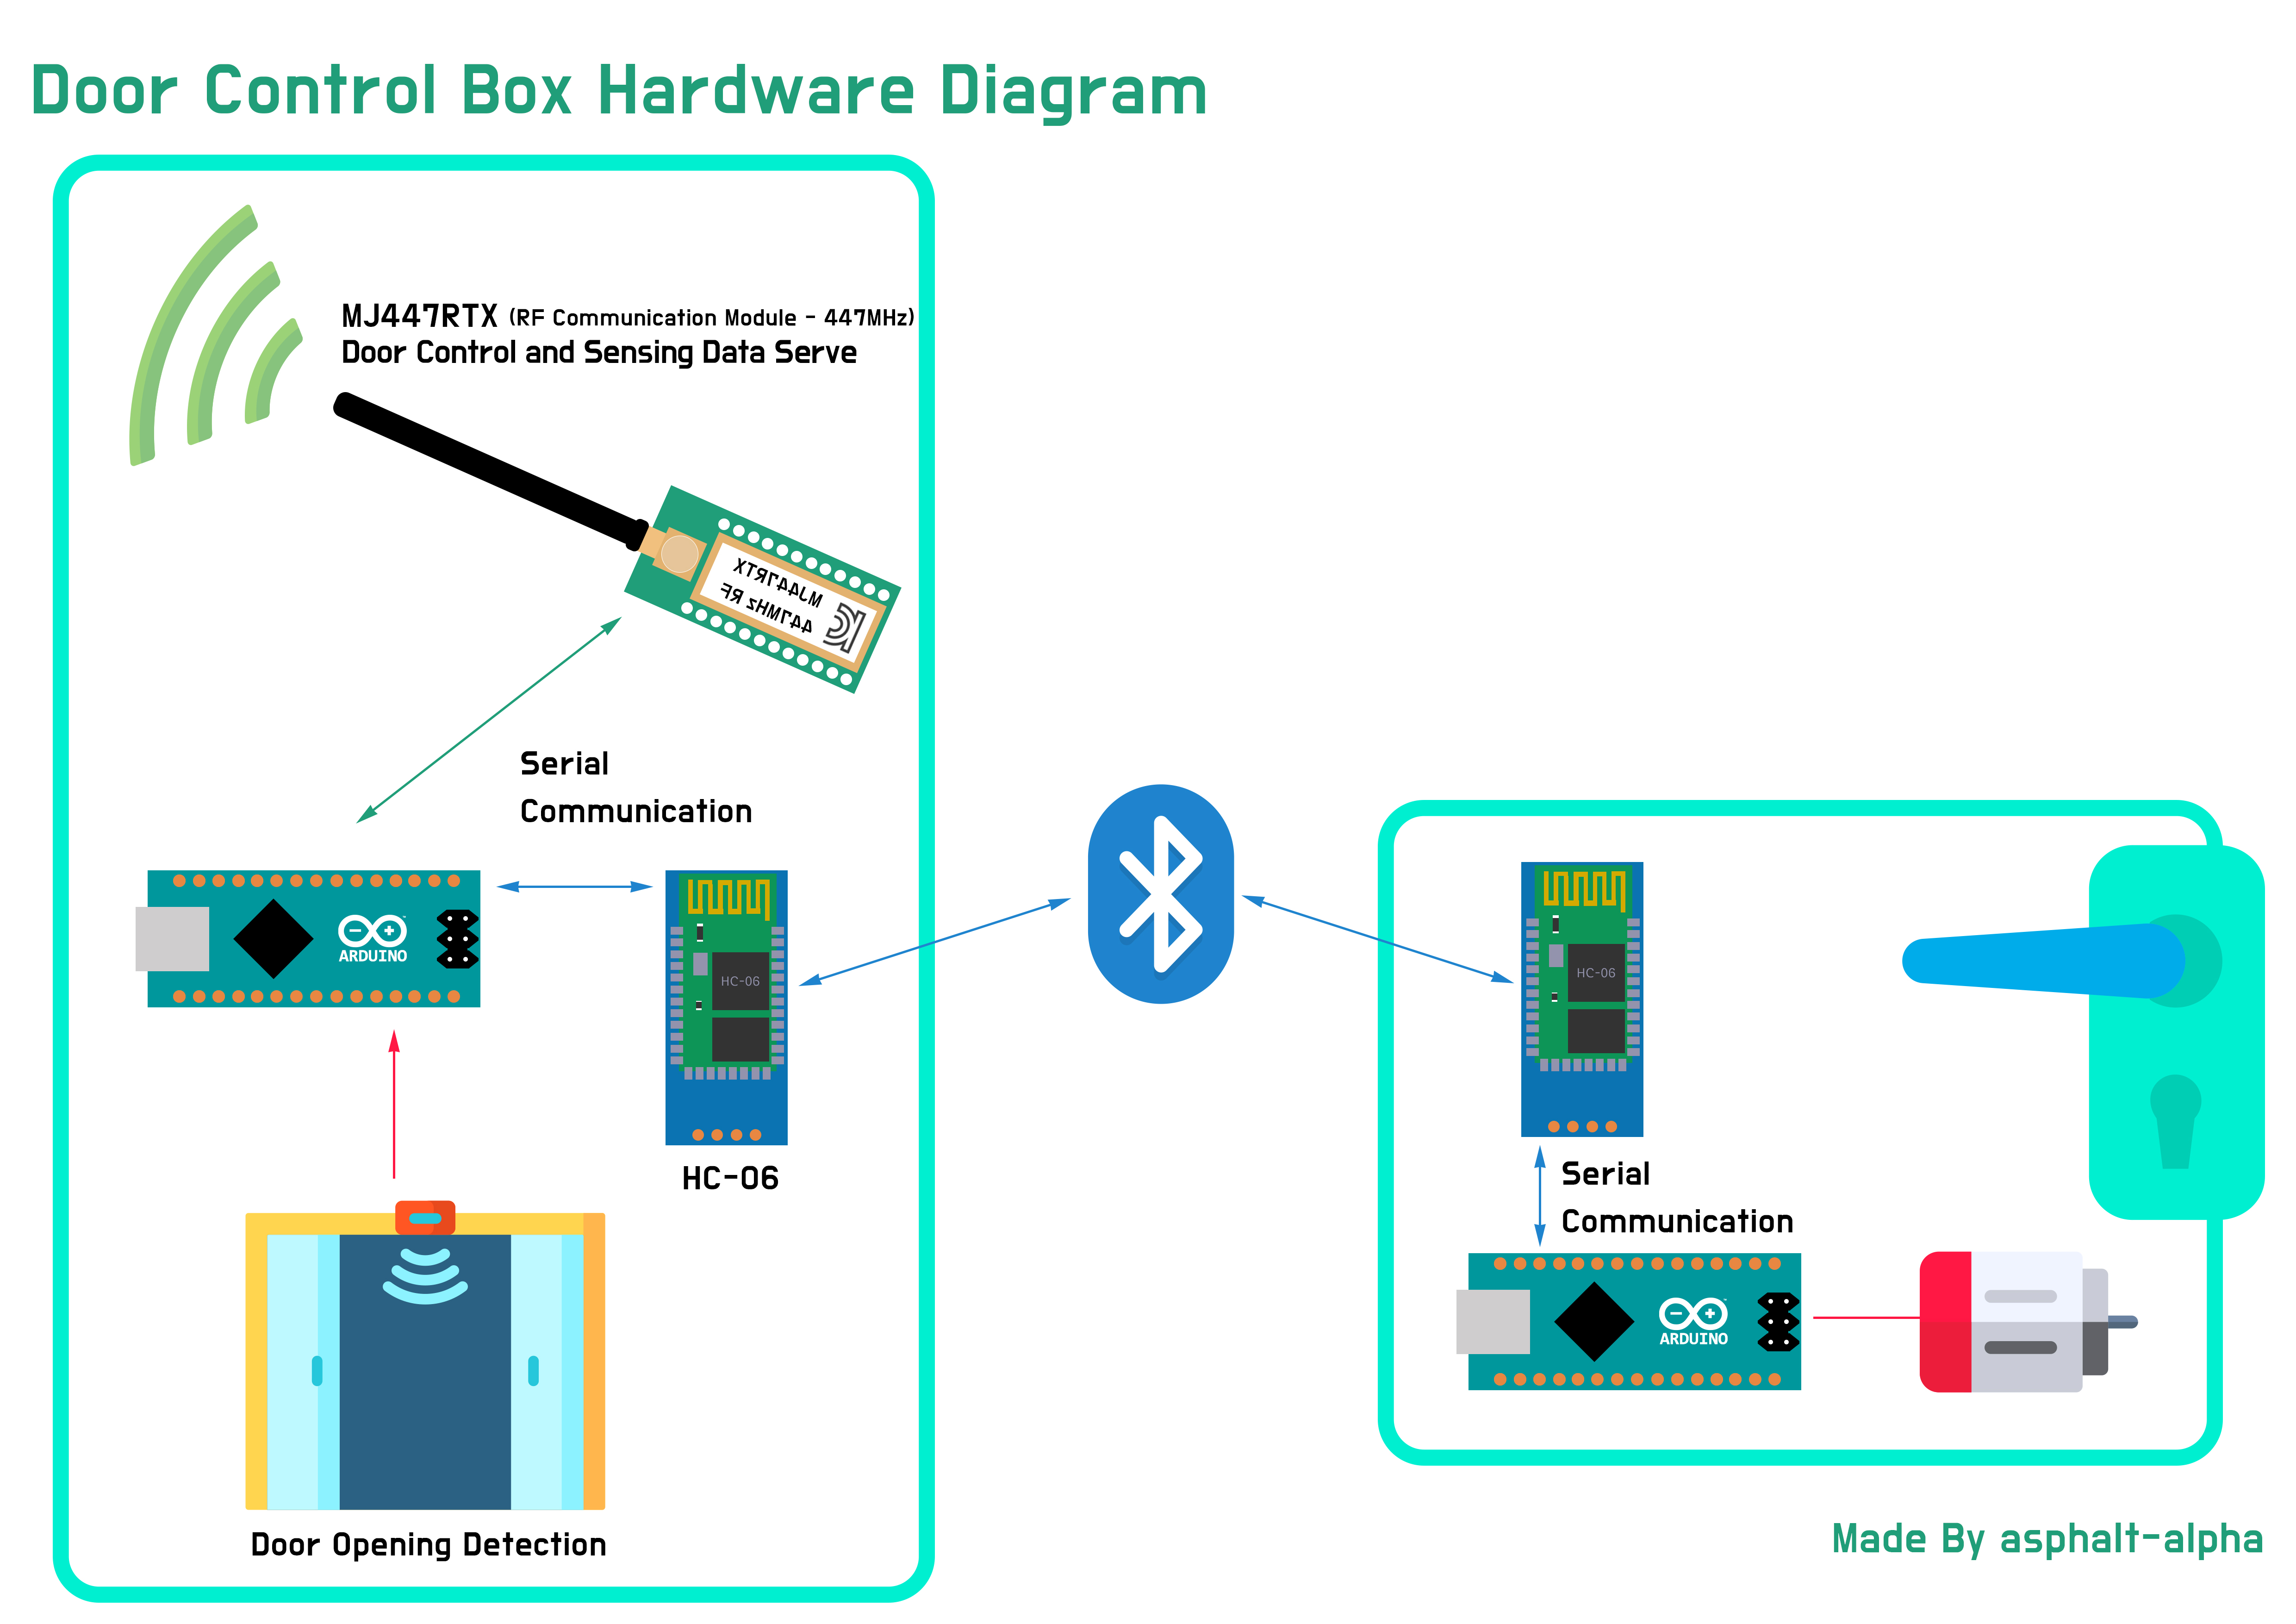 Door Control Box Hardware Diagram
MJ447RTX (RF Communication Module - 447MHz)
Door Control and Sensing Data Serve
MJ447RTX
447MHz RF
Serial
Communication
ARDUINO
HC-06
HC-06
Door Opening Detection
HC-06
Serial
Communication
ARDUINO
Made By asphalt-alpha